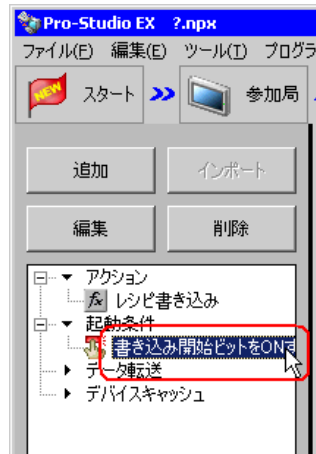 Pro-Studio EX ?.npx
ファイル(F) 編集(E) ツール(T) プログラ
NEW スタート » 参加局
追加 インポート
編集 削除
アクション
fx レシピ書き込み
起動条件
書き込み開始ビットをONす
データ転送
デバイスキャッシュ